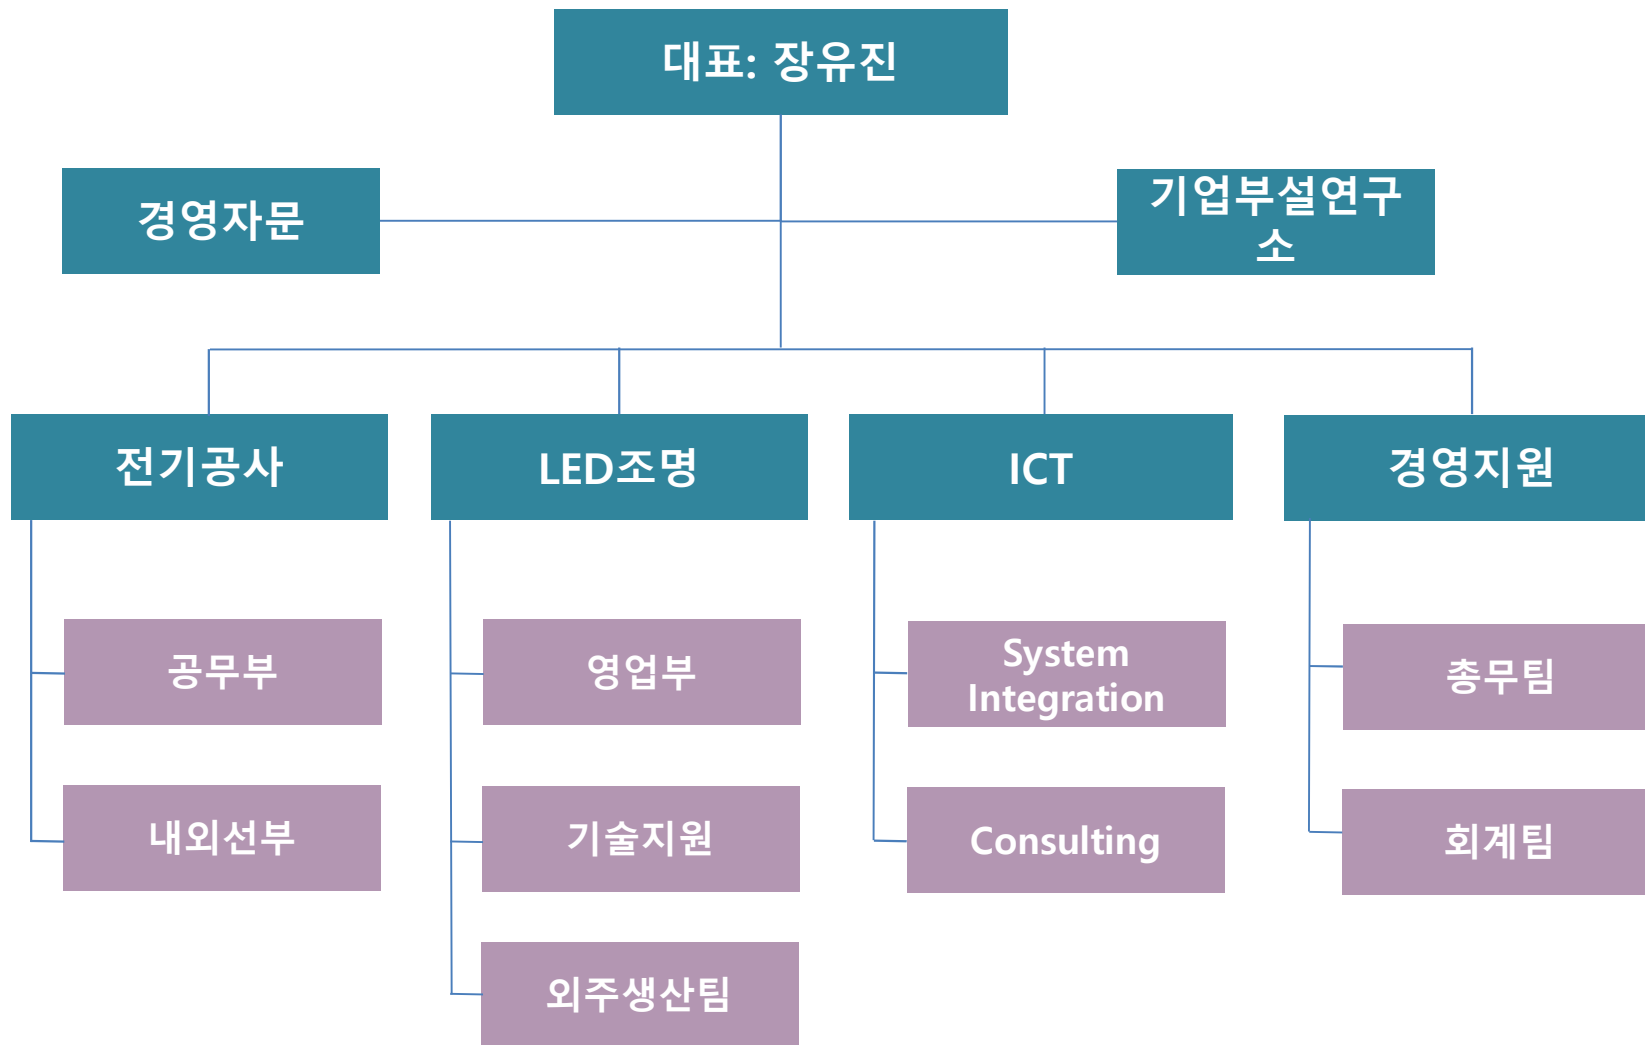 대표: 장유진
경영자문
기업부설연구
소
전기공사
LED조명
ICT
경영지원
공무부
영업부
System
Integration
총무팀
내외선부
기술지원
Consulting
회계팀
외주생산팀